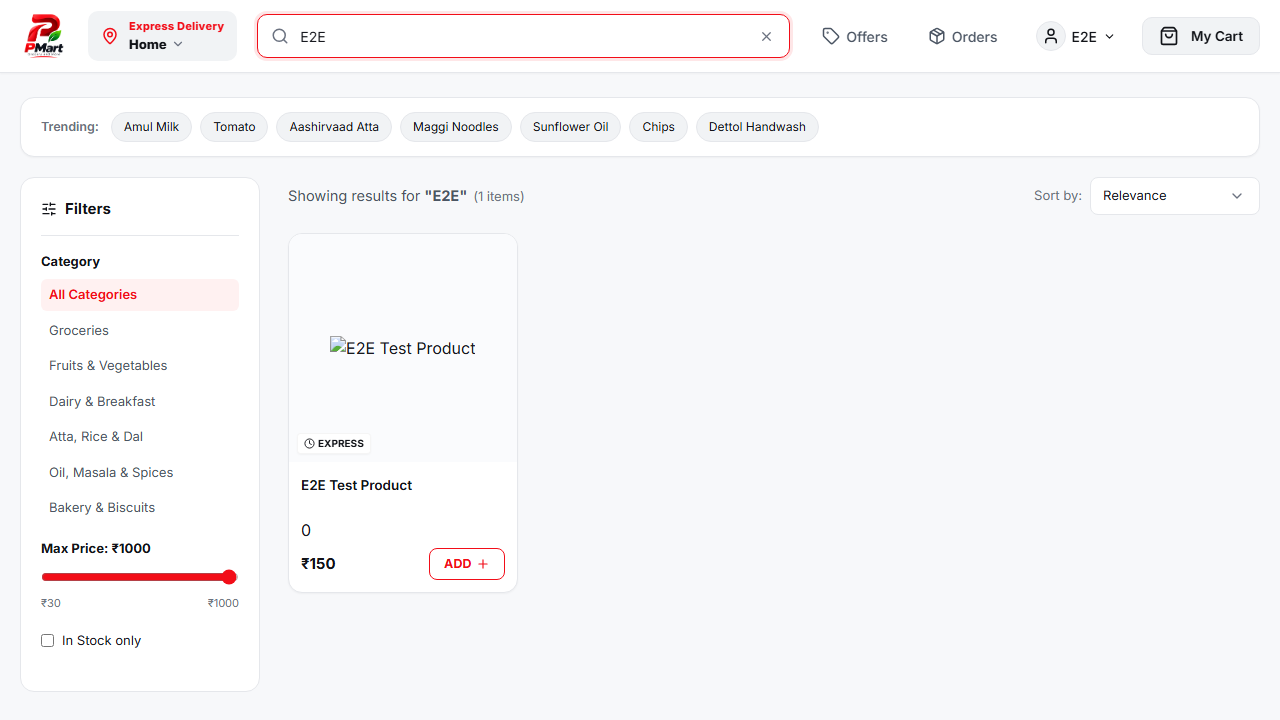 PMart
Express Delivery
Home
E2E
Offers
Orders
E2E
My Cart
Trending:
Amul Milk
Tomato
Aashirvaad Atta
Maggi Noodles
Sunflower Oil
Chips
Dettol Handwash
Filters
Category
All Categories
Groceries
Fruits & Vegetables
Dairy & Breakfast
Atta, Rice & Dal
Oil, Masala & Spices
Bakery & Biscuits
Max Price: ₹1000
₹30
₹1000
In Stock only
Showing results for "E2E" (1 items)
Sort by:
Relevance
E2E Test Product
EXPRESS
E2E Test Product
0
₹150
ADD +